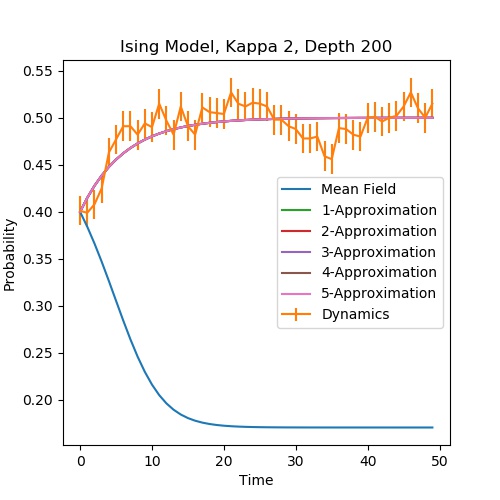 Ising Model, Kappa 2, Depth 200
0.55
0.50
0.45
0.40
0.35
0.30
0.25
0.20
Probability
Mean Field
1-Approximation
2-Approximation
3-Approximation
4-Approximation
5-Approximation
Dynamics
0 10 20 30 40 50
Time